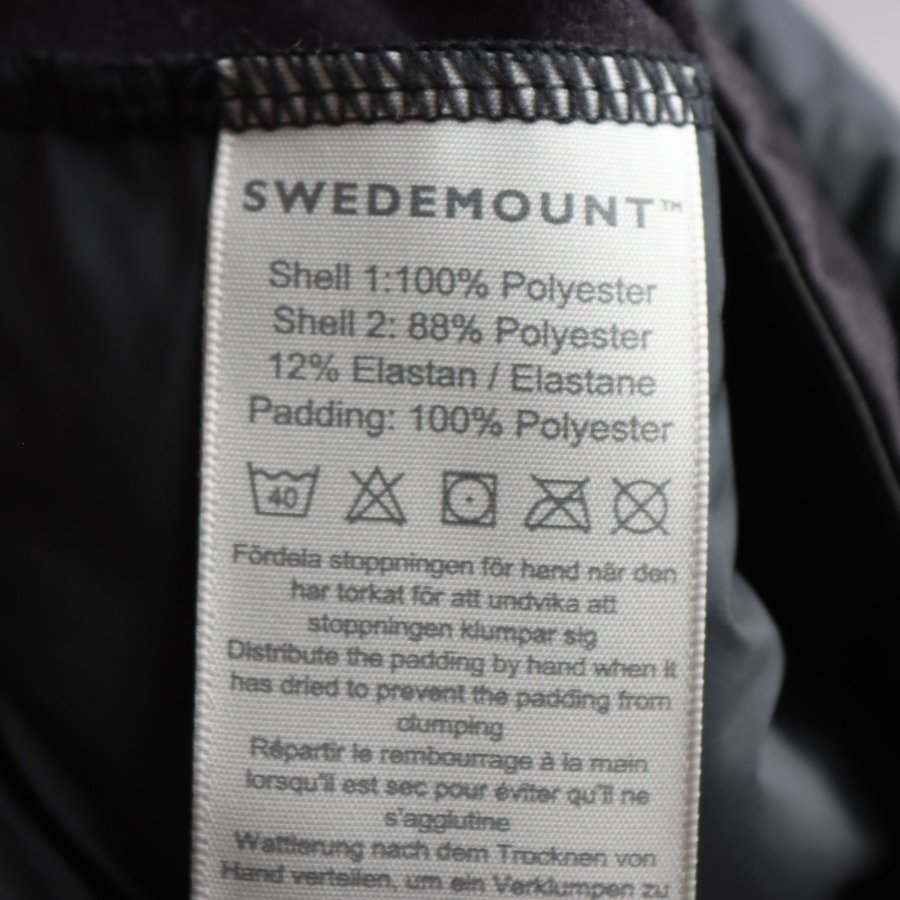 SWEDEMOUNT™
Shell 1:100% Polyester
Shell 2: 88% Polyester
12% Elastan / Elastane
Padding: 100% Polyester
40
Fördela stoppningen för hand när den
har torkat för att undvika att
stoppningen klumpar sig
Distribute the padding by hand when it
has dried to prevent the padding from
clumping
Répartir le rembourrage à la main
lorsqu'il est sec pour éviter qu'il ne
s'agglutine
Wattierung nach dem Trocknen von
Hand verteilen, um ein Verklumpen zu